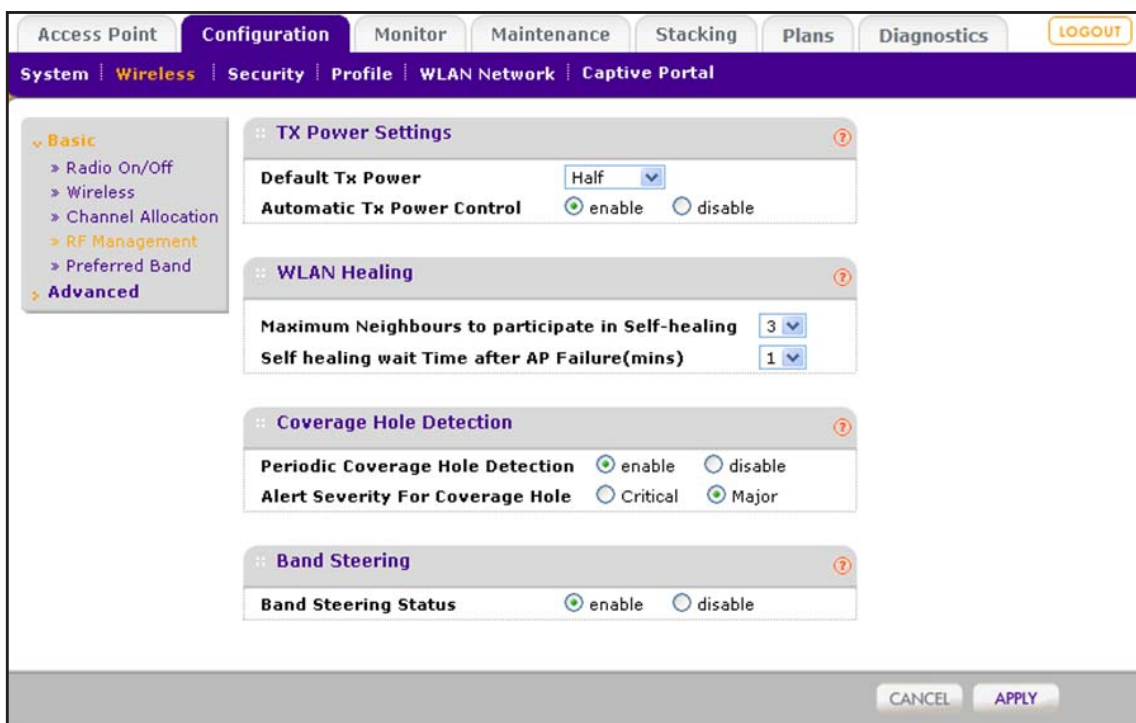 Access Point Configuration Monitor Maintenance Stacking Plans Diagnostics LOGOUT
System Wireless Security Profile WLAN Network Captive Portal
Basic
» Radio On/Off
» Wireless
» Channel Allocation
» RF Management
» Preferred Band
Advanced
TX Power Settings ?
Default Tx Power Half
Automatic Tx Power Control enable disable
WLAN Healing ?
Maximum Neighbours to participate in Self-healing 3
Self healing wait Time after AP Failure(mins) 1
Coverage Hole Detection ?
Periodic Coverage Hole Detection enable disable
Alert Severity For Coverage Hole Critical Major
Band Steering ?
Band Steering Status enable disable
CANCEL APPLY